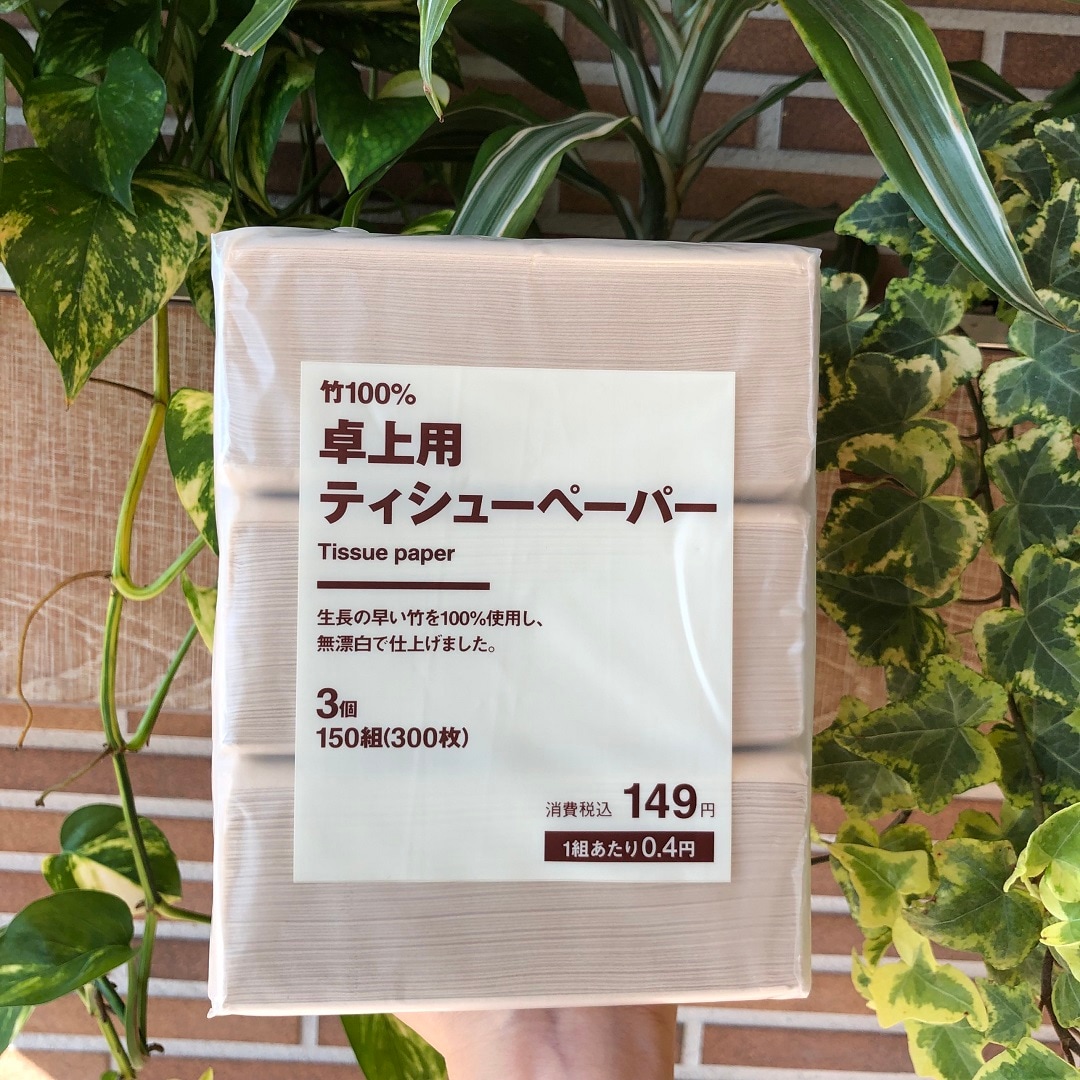 竹100%
卓上用
ティシューペーパー
Tissue paper
生長の早い竹を100%使用し、
無漂白で仕上げました。
3個
150組(300枚)
消費税込 149円
1組あたり0.4円